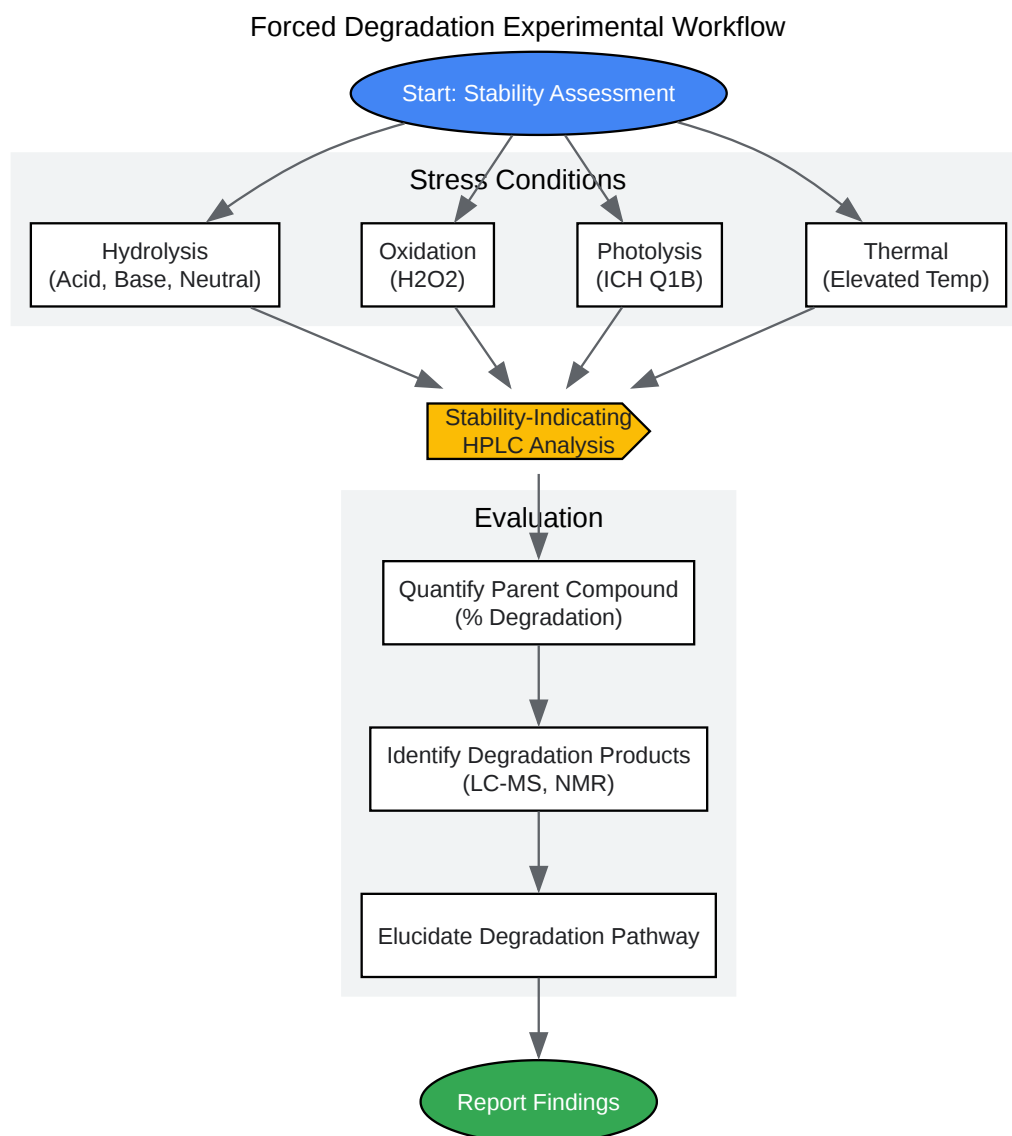 Forced Degradation Experimental Workflow
Start: Stability Assessment
Stress Conditions
Hydrolysis
(Acid, Base, Neutral)
Oxidation
(H2O2)
Photolysis
(ICH Q1B)
Thermal
(Elevated Temp)
Stability-Indicating
HPLC Analysis
Evaluation
Quantify Parent Compound
(% Degradation)
Identify Degradation Products
(LC-MS, NMR)
Elucidate Degradation Pathway
Report Findings